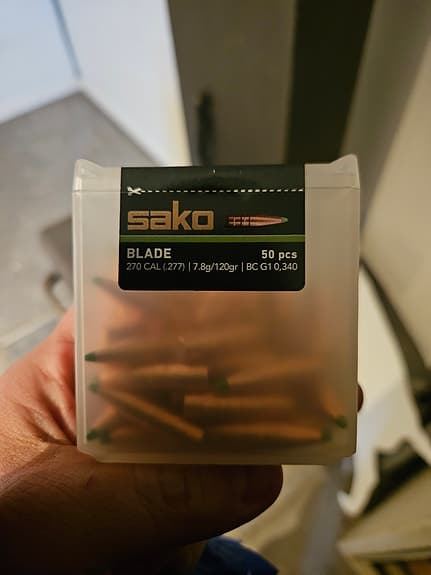 sako
BLADE 50 pcs
270 CAL (.277) | 7.8g/120gr | BC G1 0,340